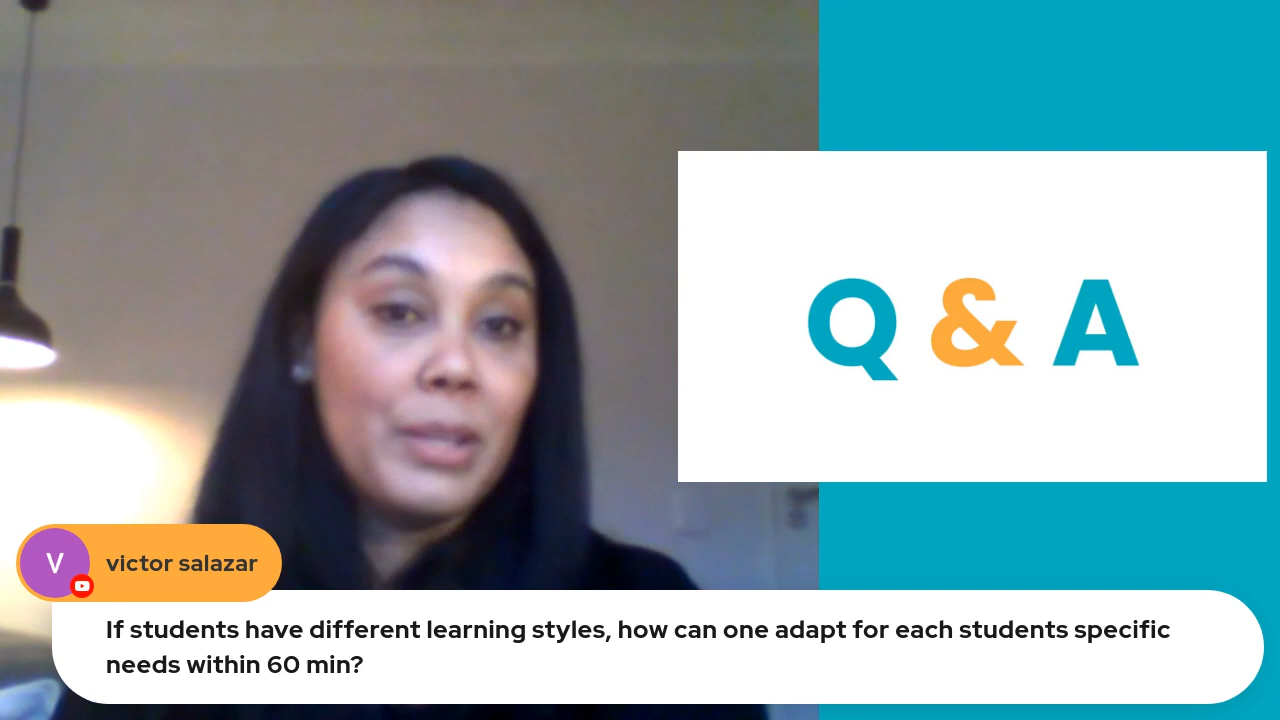 Q & A
V
victor salazar
If students have different learning styles, how can one adapt for each students specific
needs within 60 min?